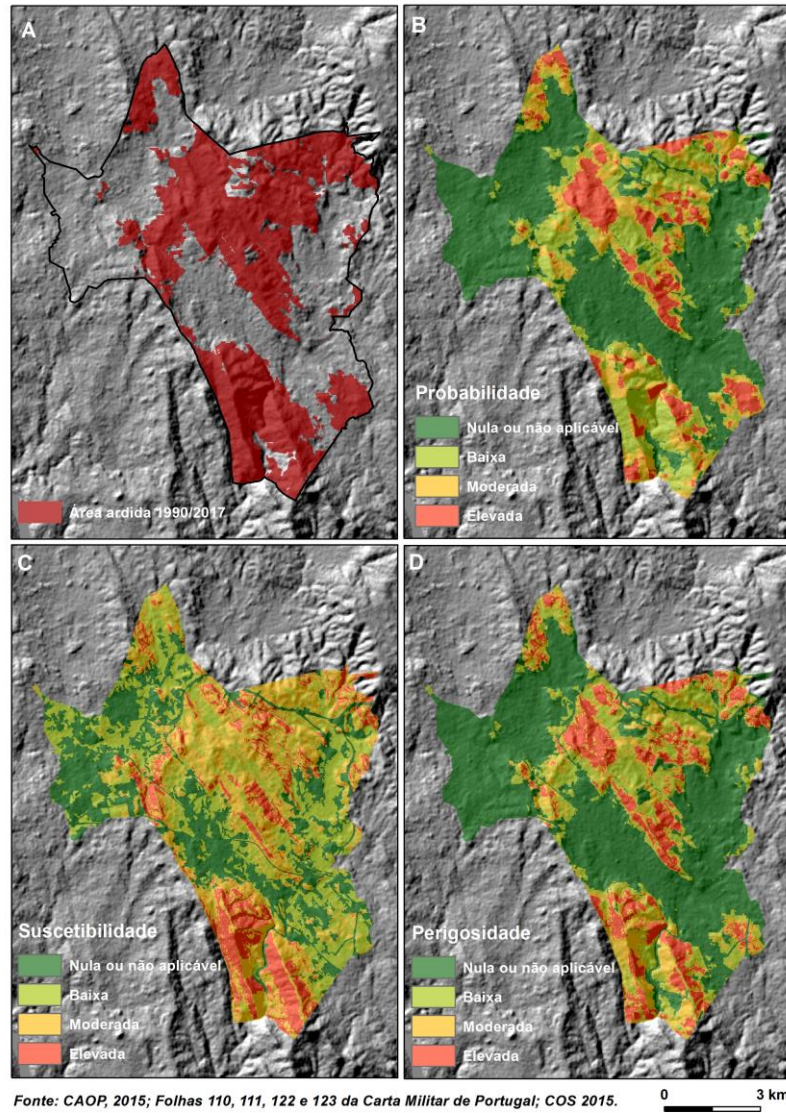 A
Área ardida 1990/2017
B
Probabilidade
Nula ou não aplicável
Baixa
Moderada
Elevada
C
Suscetibilidade
Nula ou não aplicável
Baixa
Moderada
Elevada
D
Perigosidade
Nula ou não aplicável
Baixa
Moderada
Elevada
Fonte: CAOP, 2015; Folhas 110, 111, 122 e 123 da Carta Militar de Portugal; COS 2015.
0 3 km